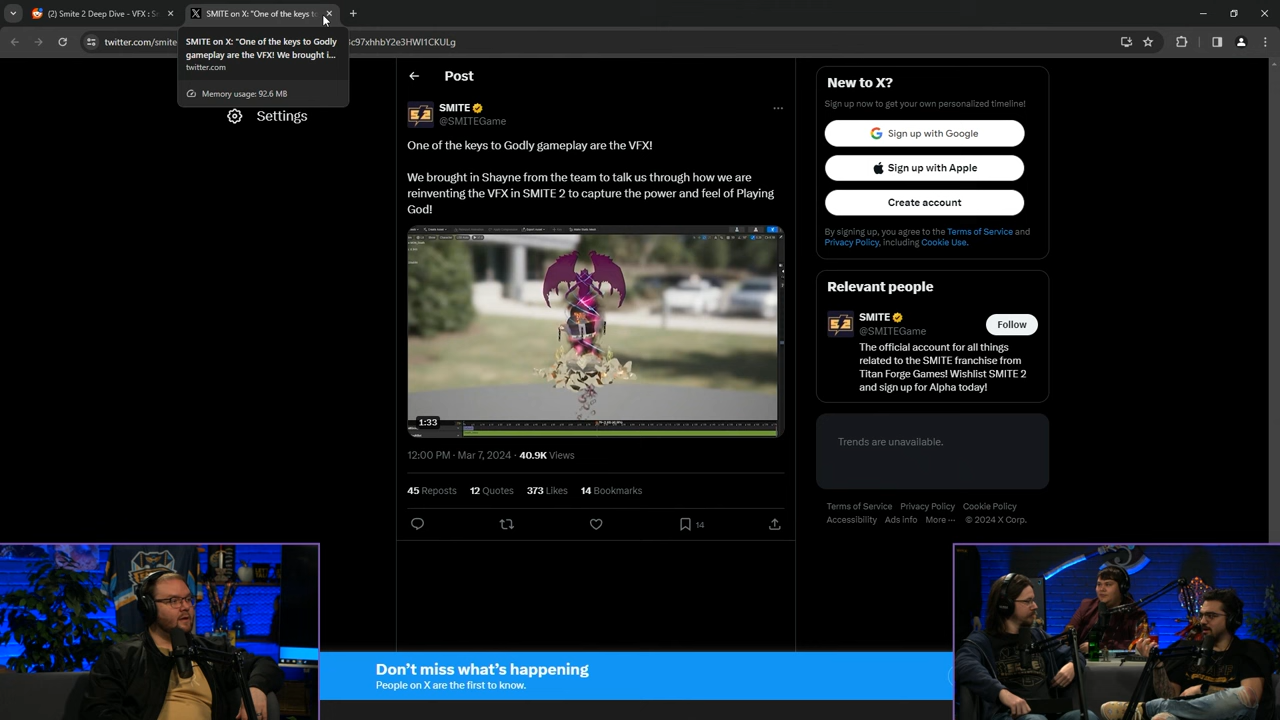 (2) Smite 2 Deep Dive - VFX : S
SMITE on X: "One of the keys to
twitter.com/smite
c97xhhbY2e3HWI1CKULg
SMITE on X: "One of the keys to Godly
gameplay are the VFX! We brought i...
twitter.com
Memory usage: 92.6 MB
Settings
Post
SMITE
@SMITEGame
One of the keys to Godly gameplay are the VFX!
We brought in Shayne from the team to talk us through how we are
reinventing the VFX in SMITE 2 to capture the power and feel of Playing
God!
1:33
12:00 PM · Mar 7, 2024 · 40.9K Views
45 Reposts 12 Quotes 373 Likes 14 Bookmarks
14
New to X?
Sign up now to get your own personalized timeline!
Sign up with Google
Sign up with Apple
Create account
By signing up, you agree to the Terms of Service and
Privacy Policy, including Cookie Use.
Relevant people
SMITE
@SMITEGame
Follow
The official account for all things
related to the SMITE franchise from
Titan Forge Games! Wishlist SMITE 2
and sign up for Alpha today!
Trends are unavailable.
Terms of Service Privacy Policy Cookie Policy
Accessibility Ads info More ··· © 2024 X Corp.
Don't miss what's happening
People on X are the first to know.